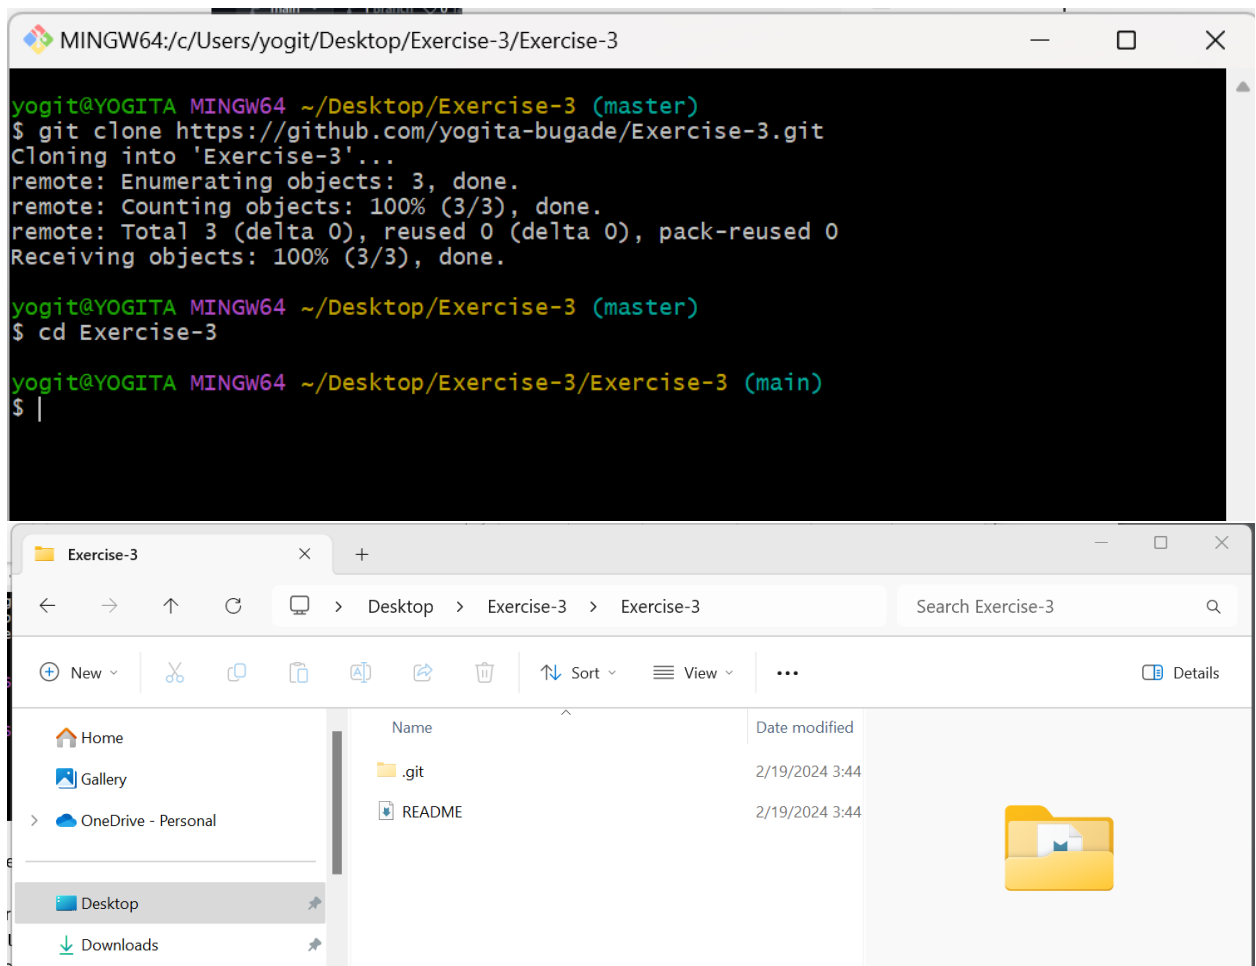 main
branch
0
MINGW64:/c/Users/yogit/Desktop/Exercise-3/Exercise-3
yogit@YOGITA MINGW64 ~/Desktop/Exercise-3 (master)
$ git clone https://github.com/yogita-bugade/Exercise-3.git
Cloning into 'Exercise-3'...
remote: Enumerating objects: 3, done.
remote: Counting objects: 100% (3/3), done.
remote: Total 3 (delta 0), reused 0 (delta 0), pack-reused 0
Receiving objects: 100% (3/3), done.
yogit@YOGITA MINGW64 ~/Desktop/Exercise-3 (master)
$ cd Exercise-3
yogit@YOGITA MINGW64 ~/Desktop/Exercise-3/Exercise-3 (main)
$
Exercise-3
Desktop > Exercise-3 > Exercise-3
Search Exercise-3
New
Sort
View
Details
Name
Date modified
Home
.git
2/19/2024 3:44
Gallery
README
2/19/2024 3:44
OneDrive - Personal
Desktop
Downloads